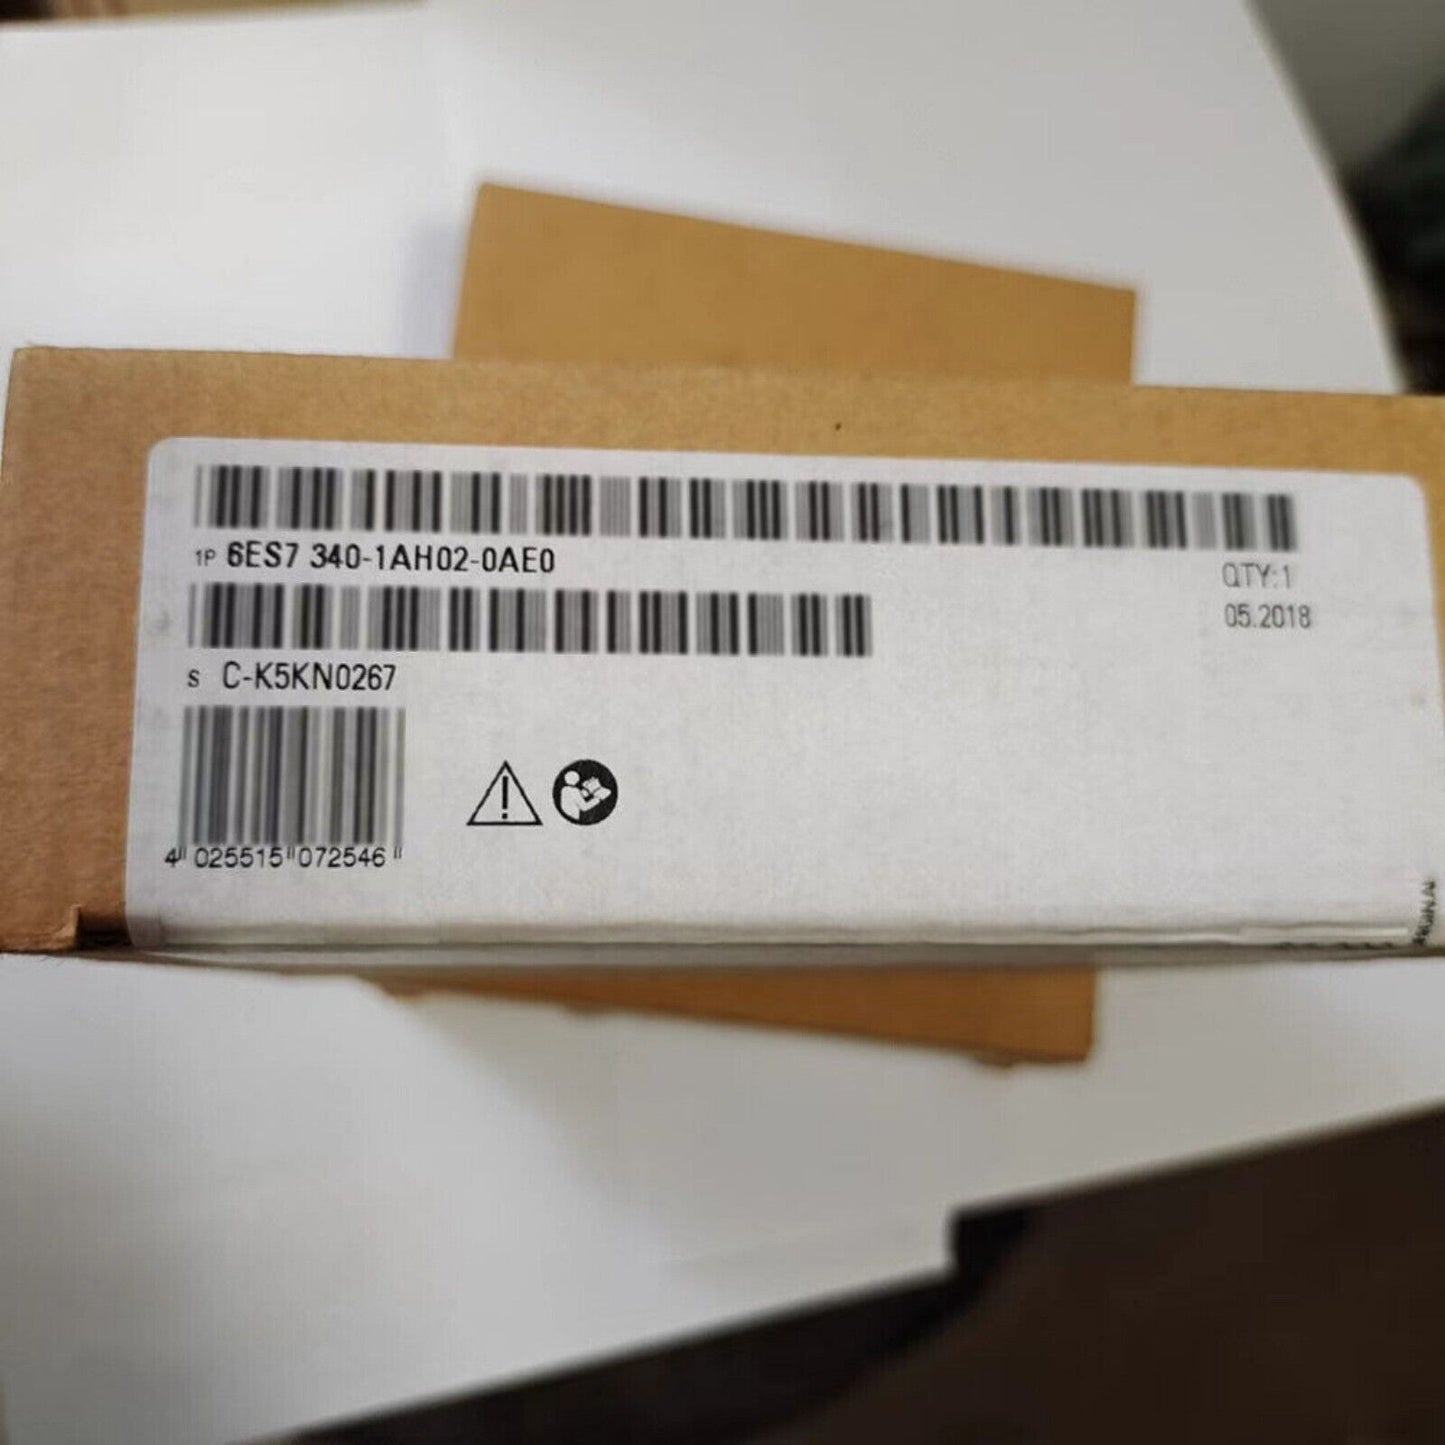 1P 6ES7 340-1AH02-0AE0
QTY:1
05.2018
S C-K5KN0267
4 025515 072546